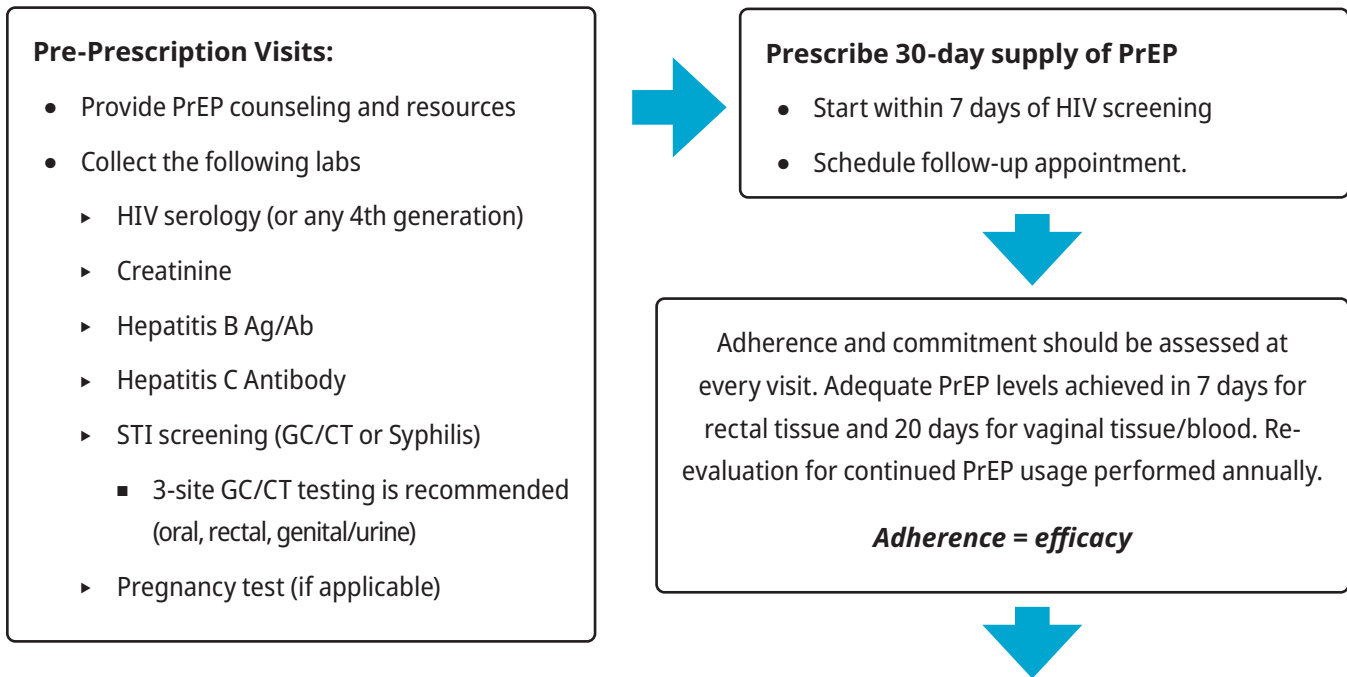 Pre-Prescription Visits:
● Provide PrEP counseling and resources
● Collect the following labs
▸ HIV serology (or any 4th generation)
▸ Creatinine
▸ Hepatitis B Ag/Ab
▸ Hepatitis C Antibody
▸ STI screening (GC/CT or Syphilis)
▪ 3-site GC/CT testing is recommended
(oral, rectal, genital/urine)
▸ Pregnancy test (if applicable)
Prescribe 30-day supply of PrEP
● Start within 7 days of HIV screening
● Schedule follow-up appointment.
Adherence and commitment should be assessed at
every visit. Adequate PrEP levels achieved in 7 days for
rectal tissue and 20 days for vaginal tissue/blood. Re-
evaluation for continued PrEP usage performed annually.
Adherence = efficacy